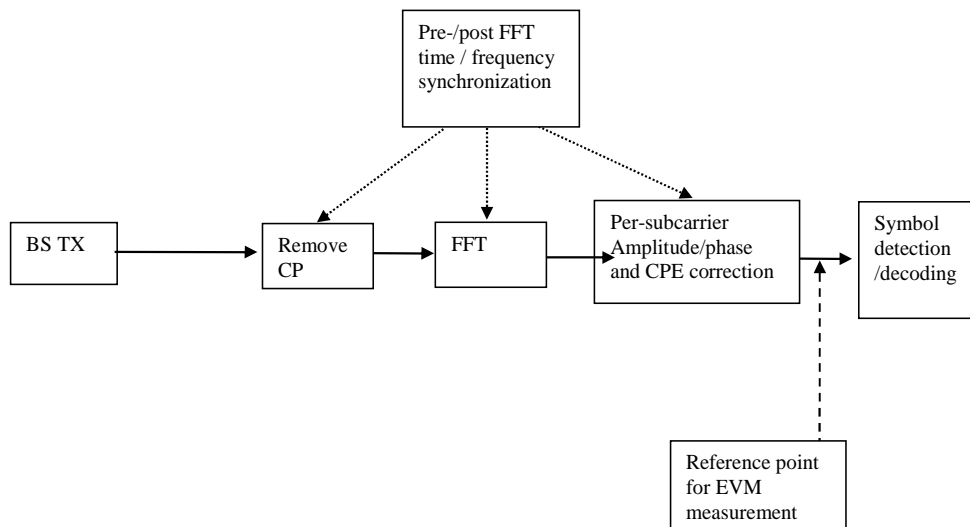 Pre-/post FFT
time / frequency
synchronization
BS TX
Remove
CP
FFT
Per-subcarrier
Amplitude/phase
and CPE correction
Symbol
detection
/decoding
Reference point
for EVM
measurement